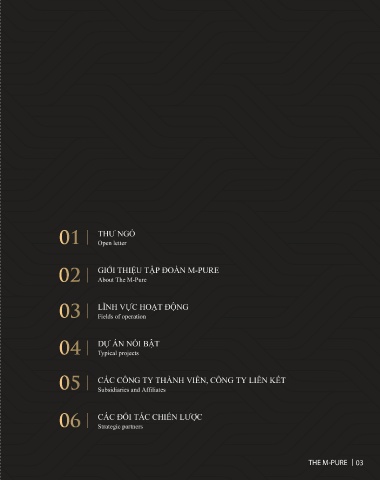 01 | THƯ NGỎ
Open letter
02 | GIỚI THIỆU TẬP ĐOÀN M-PURE
About The M-Pure
03 | LĨNH VỰC HOẠT ĐỘNG
Fields of operation
04 | DỰ ÁN NỔI BẬT
Typical projects
05 | CÁC CÔNG TY THÀNH VIÊN, CÔNG TY LIÊN KẾT
Subsidiaries and Affiliates
06 | CÁC ĐỐI TÁC CHIẾN LƯỢC
Strategic partners
THE M-PURE | 03